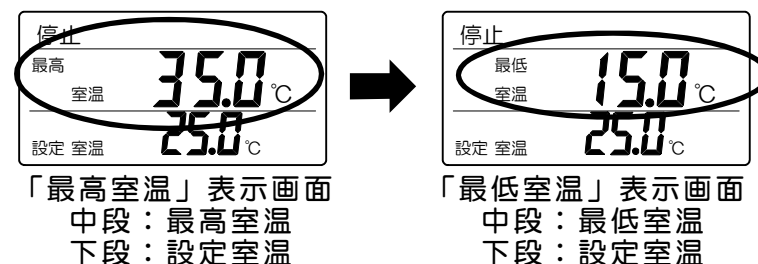 停止
最高
室温 35.0 ℃
設定 室温 25.0 ℃
「最高室温」表示画面
中段：最高室温
下段：設定室温
停止
最低
室温 15.0 ℃
設定 室温 25.0 ℃
「最低室温」表示画面
中段：最低室温
下段：設定室温